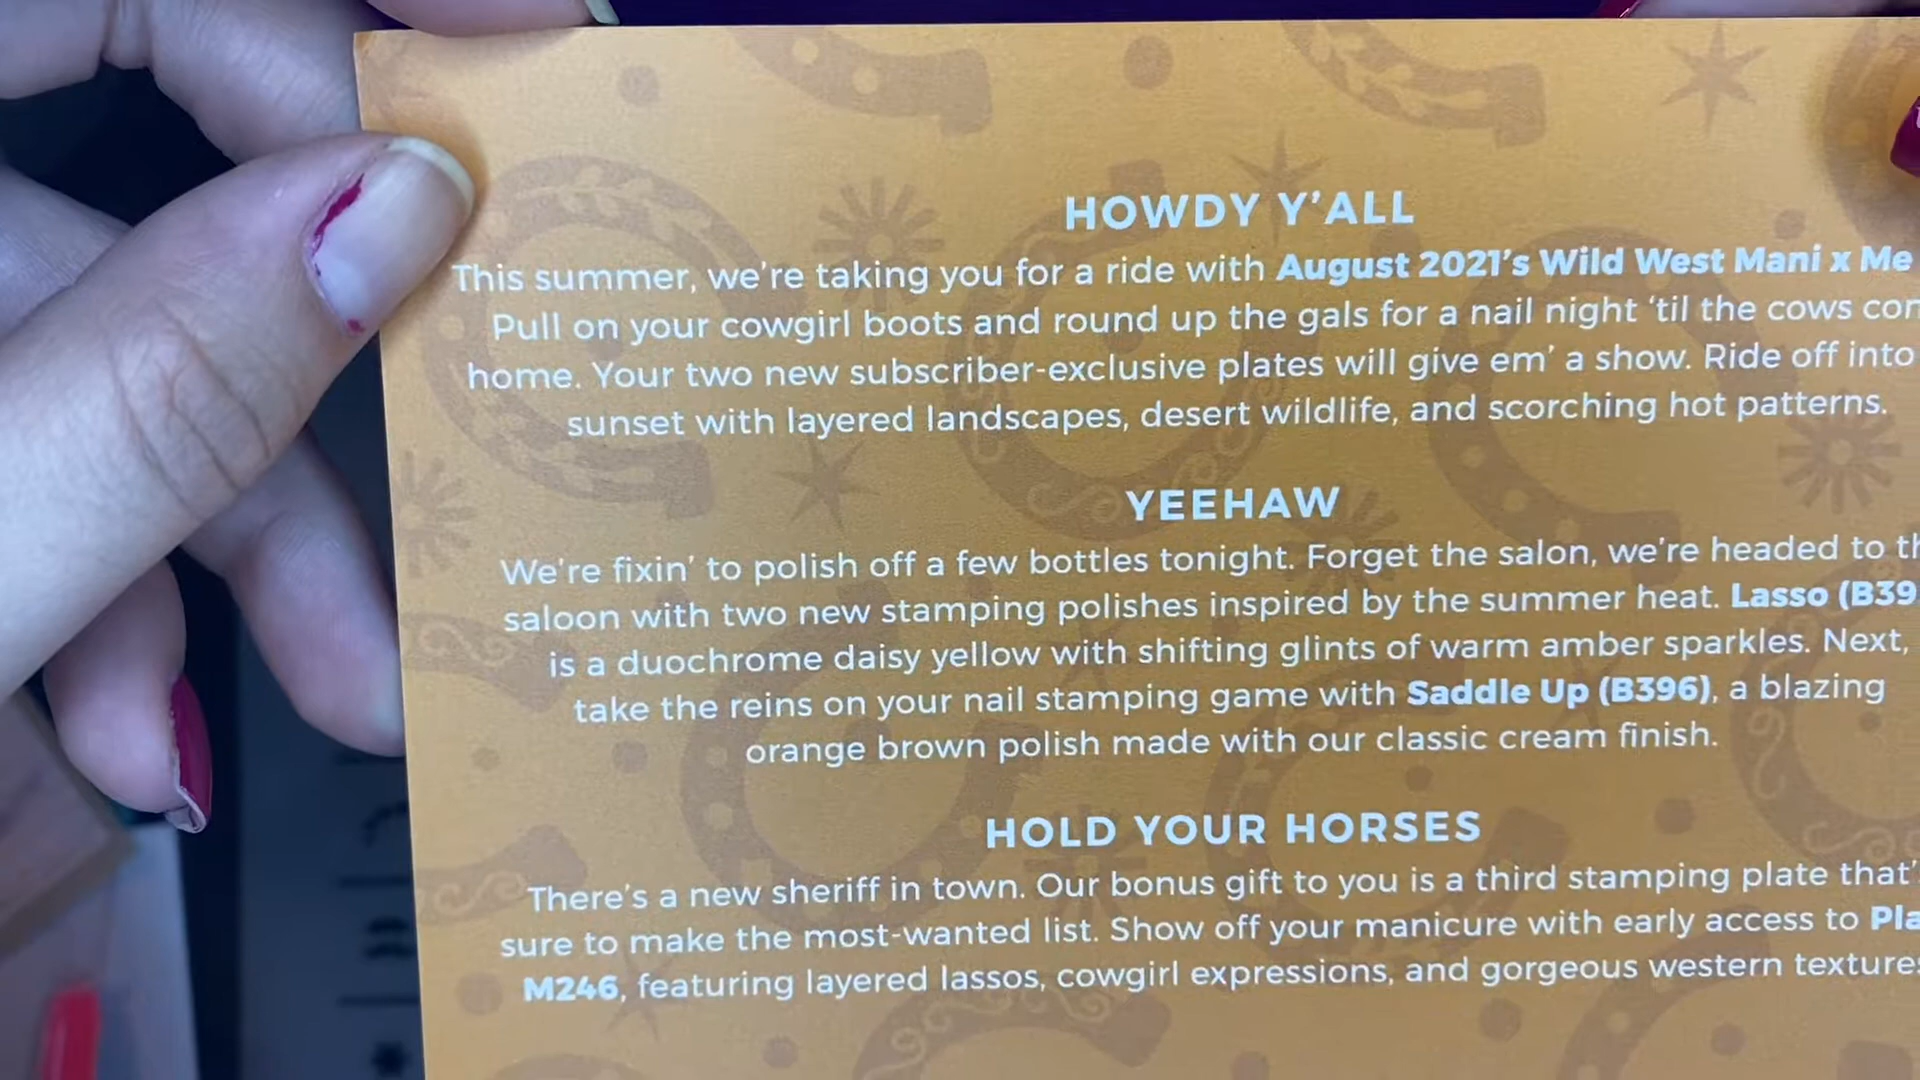 HOWDY Y'ALL
This summer, we're taking you for a ride with August 2021's Wild West Mani x Me
Pull on your cowgirl boots and round up the gals for a nail night 'til the cows
home. Your two new subscriber-exclusive plates will give em' a show. Ride off into
sunset with layered landscapes, desert wildlife, and scorching hot patterns.
YEEHAW
We're fixin' to polish off a few bottles tonight. Forget the salon, we're headed to
saloon with two new stamping polishes inspired by the summer heat. Lasso (B39
is a duochrome daisy yellow with shifting glints of warm amber sparkles. Next,
take the reins on your nail stamping game with Saddle Up (B396), a blazing
orange brown polish made with our classic cream finish.
HOLD YOUR HORSES
There's a new sheriff in town. Our bonus gift to you is a third stamping plate that'
sure to make the most-wanted list. Show off your manicure with early access to
M246, featuring layered lassos, cowgirl expressions, and gorgeous western textures